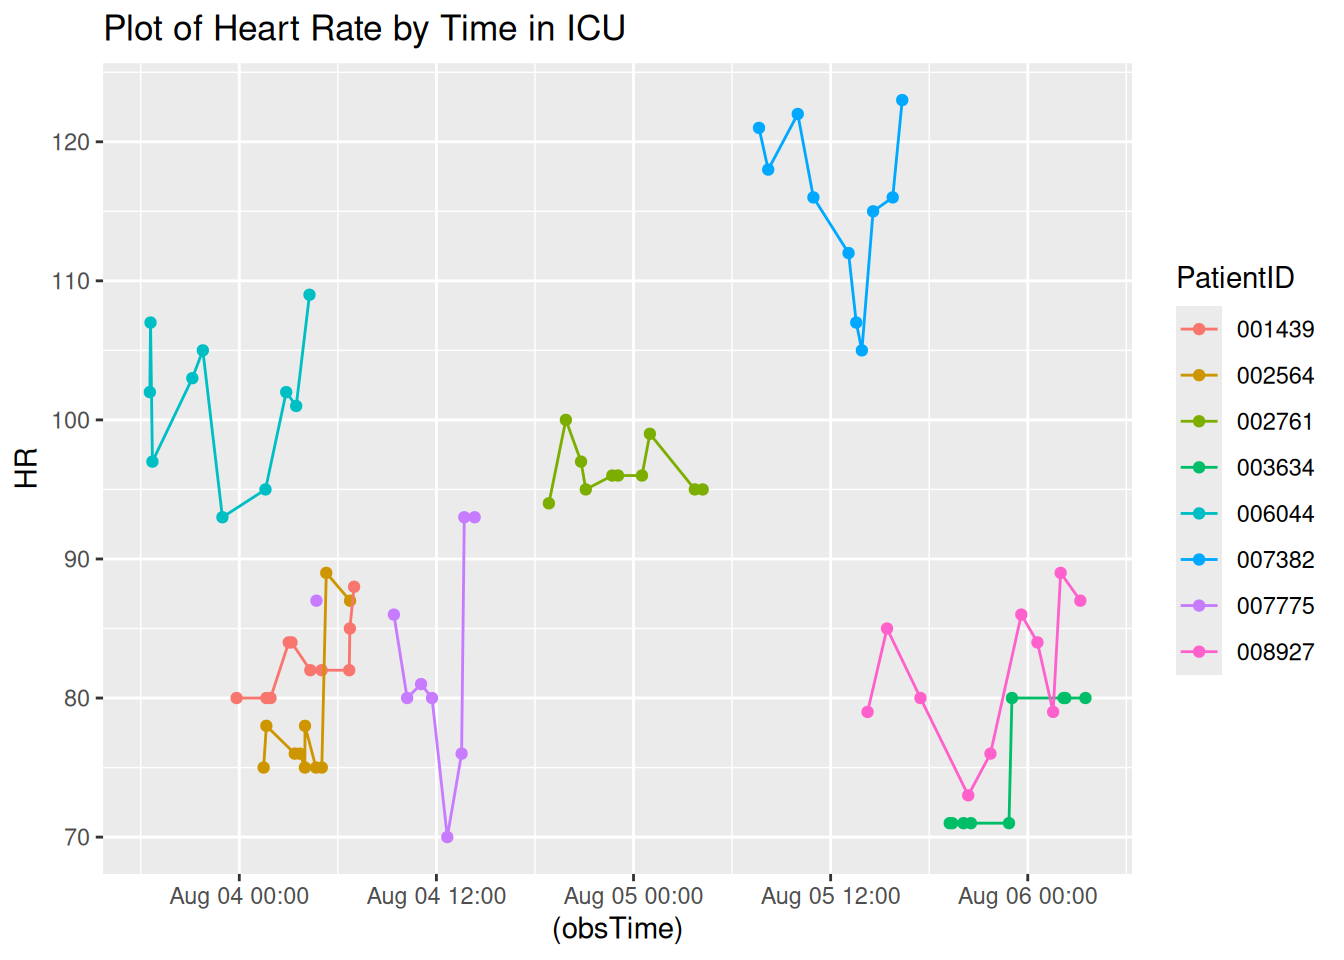 Plot of Heart Rate by Time in ICU
120
110
100
90
80
70
HR
Aug 04 00:00
Aug 04 12:00
Aug 05 00:00
Aug 05 12:00
Aug 06 00:00
(obsTime)
PatientID
001439
002564
002761
003634
006044
007382
007775
008927